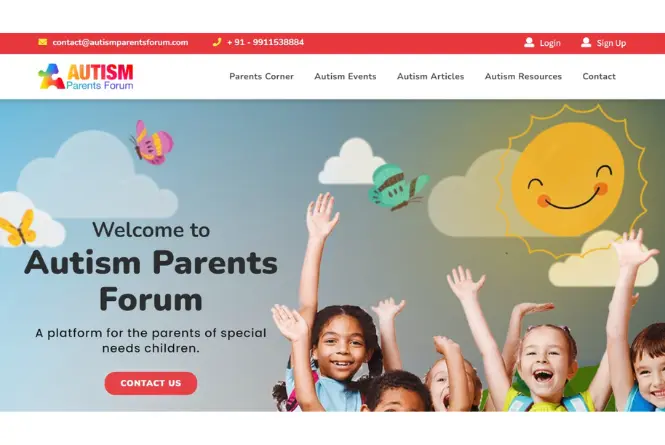 contact@autismparentsforum.com + 91 - 9911538884 Login Sign Up
AUTISM
Parents Forum
Parents Corner Autism Events Autism Articles Autism Resources Contact
Welcome to
Autism Parents
Forum
A platform for the parents of special
needs children.
CONTACT US